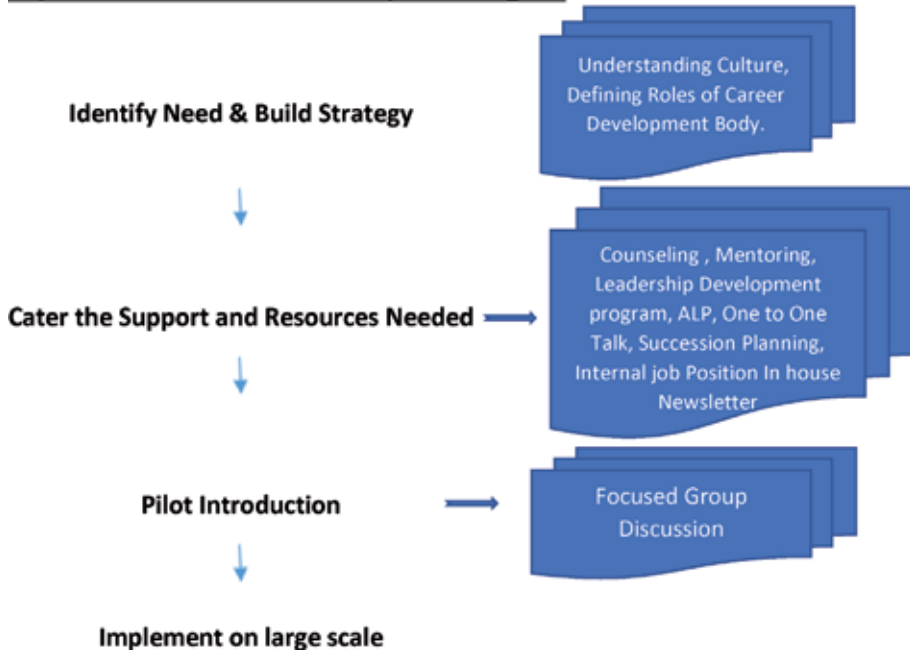 Identify Need & Build Strategy
Understanding Culture,
Defining Roles of Career
Development Body.
Cater the Support and Resources Needed
Counseling , Mentoring,
Leadership Development
program, ALP, One to One
Talk, Succession Planning,
Internal job Position In house
Newsletter
Pilot Introduction
Focused Group
Discussion
Implement on large scale